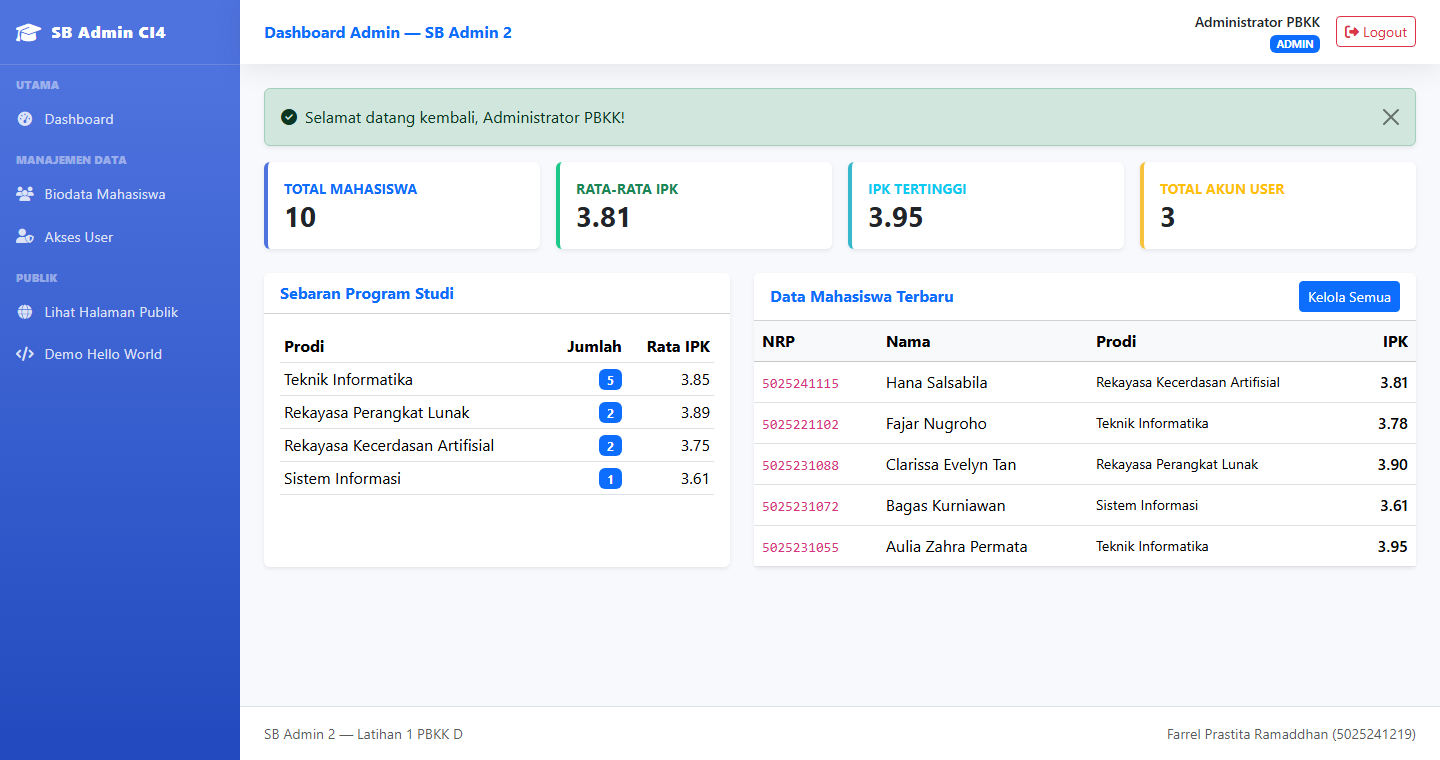 SB Admin CI4
UTAMA
Dashboard
MANAJEMEN DATA
Biodata Mahasiswa
Akses User
PUBLIK
Lihat Halaman Publik
Demo Hello World
Dashboard Admin — SB Admin 2
Administrator PBKK
ADMIN
Logout
Selamat datang kembali, Administrator PBKK!
TOTAL MAHASISWA
10
RATA-RATA IPK
3.81
IPK TERTINGGI
3.95
TOTAL AKUN USER
3
Sebaran Program Studi
Prodi Jumlah Rata IPK
Teknik Informatika 5 3.85
Rekayasa Perangkat Lunak 2 3.89
Rekayasa Kecerdasan Artifisial 2 3.75
Sistem Informasi 1 3.61
Data Mahasiswa Terbaru
Kelola Semua
NRP Nama Prodi IPK
5025241115 Hana Salsabila Rekayasa Kecerdasan Artifisial 3.81
5025221102 Fajar Nugroho Teknik Informatika 3.78
5025231088 Clarissa Evelyn Tan Rekayasa Perangkat Lunak 3.90
5025231072 Bagas Kurniawan Sistem Informasi 3.61
5025231055 Aulia Zahra Permata Teknik Informatika 3.95
SB Admin 2 — Latihan 1 PBKK D
Farrel Prastita Ramaddhan (5025241219)